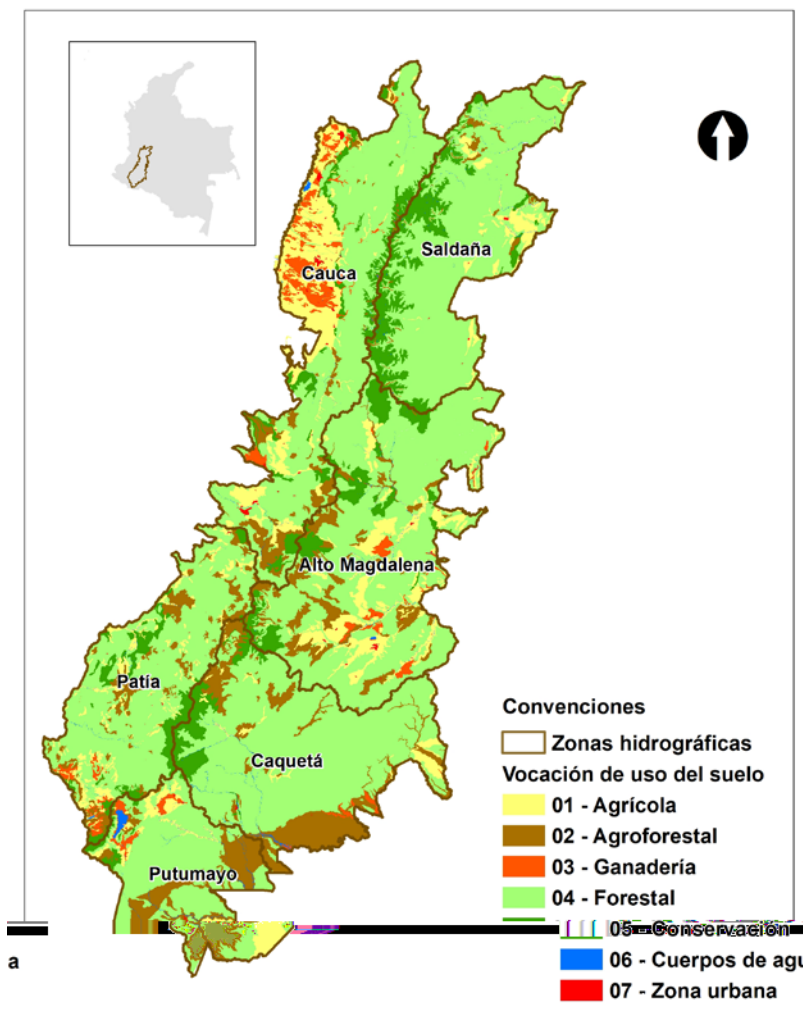 Saldaña
Cauca
Alto Magdalena
Patía
Caquetá
Putumayo
Convenciones
Zonas hidrográficas
Vocación de uso del suelo
01 - Agrícola
02 - Agroforestal
03 - Ganadería
04 - Forestal
05 - Conservación
a
06 - Cuerpos de agu
07 - Zona urbana